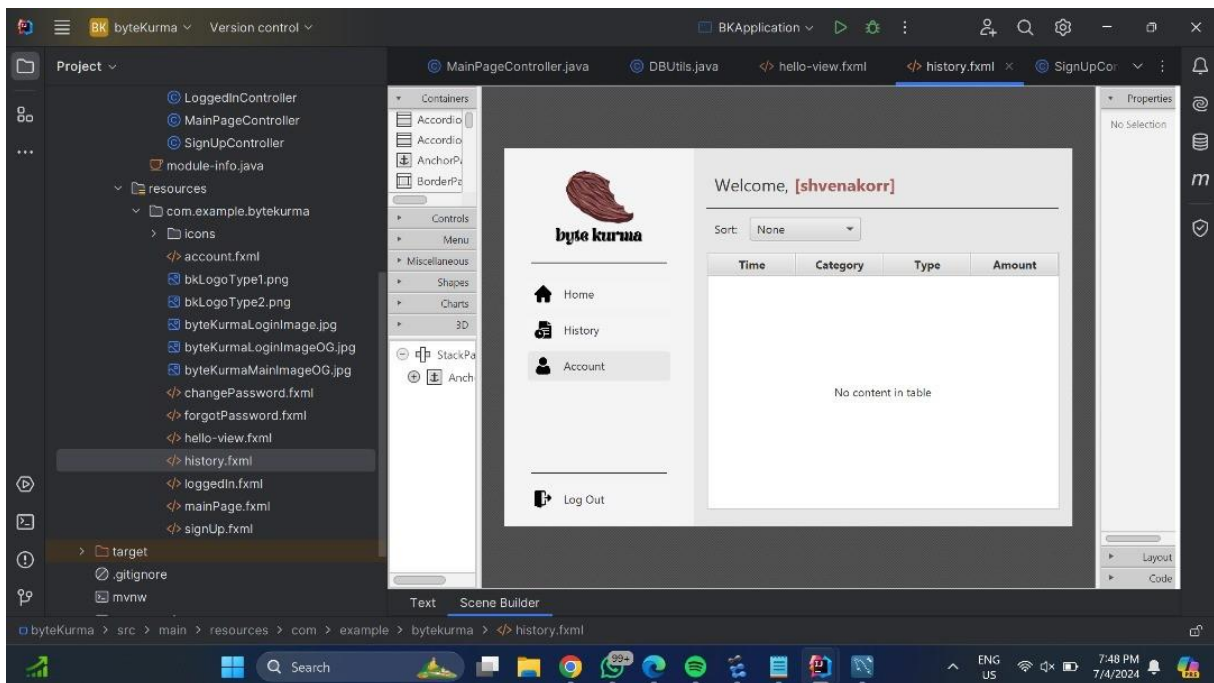 BK byteKurma Version control BKApplication
Project
MainPageController.java DBUtils.java hello-view.fxml history.fxml SignUpCor
LoggedInController
MainPageController
SignUpController
module-info.java
resources
com.example.bytekurma
icons
account.fxml
bkLogoType1.png
bkLogoType2.png
byteKurmaLoginImage.jpg
byteKurmaLoginImageOG.jpg
byteKurmaMainImageOG.jpg
changePassword.fxml
forgotPassword.fxml
hello-view.fxml
history.fxml
loggedIn.fxml
mainPage.fxml
signUp.fxml
target
.gitignore
mvnw
Containers
Accordio
Accordio
AnchorPa
BorderPa
Controls
Menu
Miscellaneous
Shapes
Charts
3D
StackPa
Anch
byte kurma
Home
History
Account
Log Out
Welcome, [shvenakorr]
Sort: None
Time Category Type Amount
No content in table
Properties
No Selection
Layout
Code
m
Text Scene Builder
byteKurma > src > main > resources > com > example > bytekurma > history.fxml
Search
99+
ENG
US
7:48 PM
7/4/2024
PRE